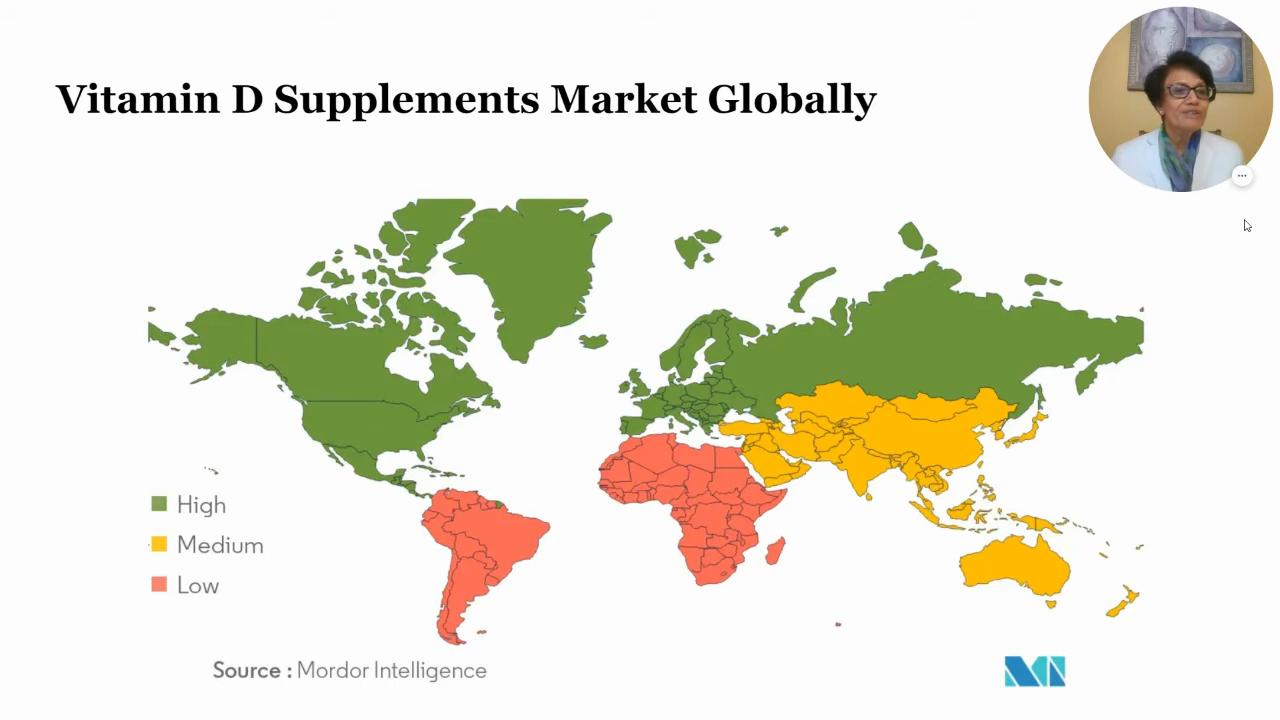 Vitamin D Supplements Market Globally
High
Medium
Low
Source : Mordor Intelligence